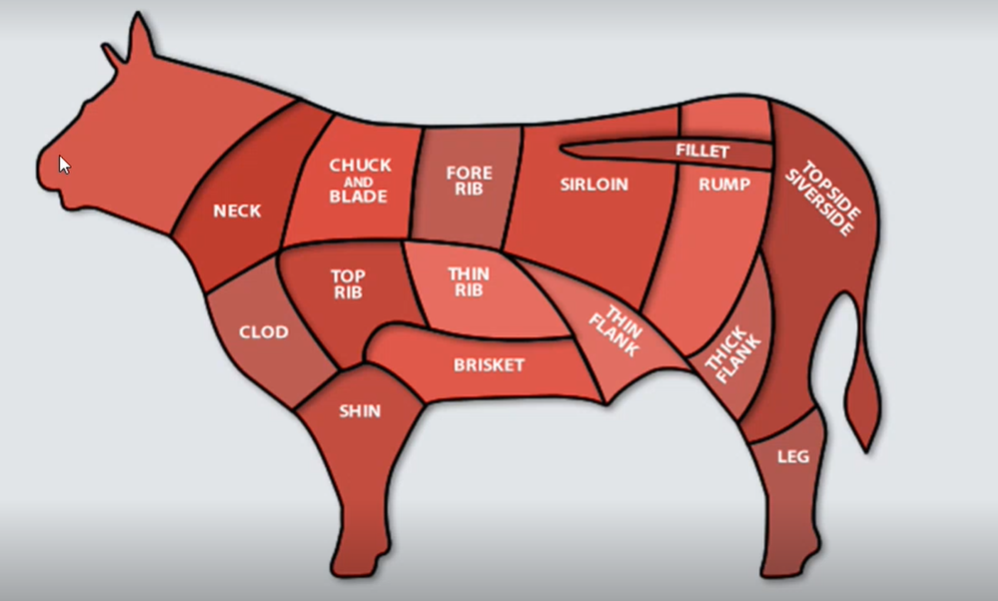 NECK
CHUCK
AND
BLADE
FORE
RIB
SIRLOIN
FILLET
RUMP
TOPSIDE
SIVERSIDE
CLOD
TOP
RIB
THIN
RIB
THIN
FLANK
THICK
FLANK
BRISKET
SHIN
LEG